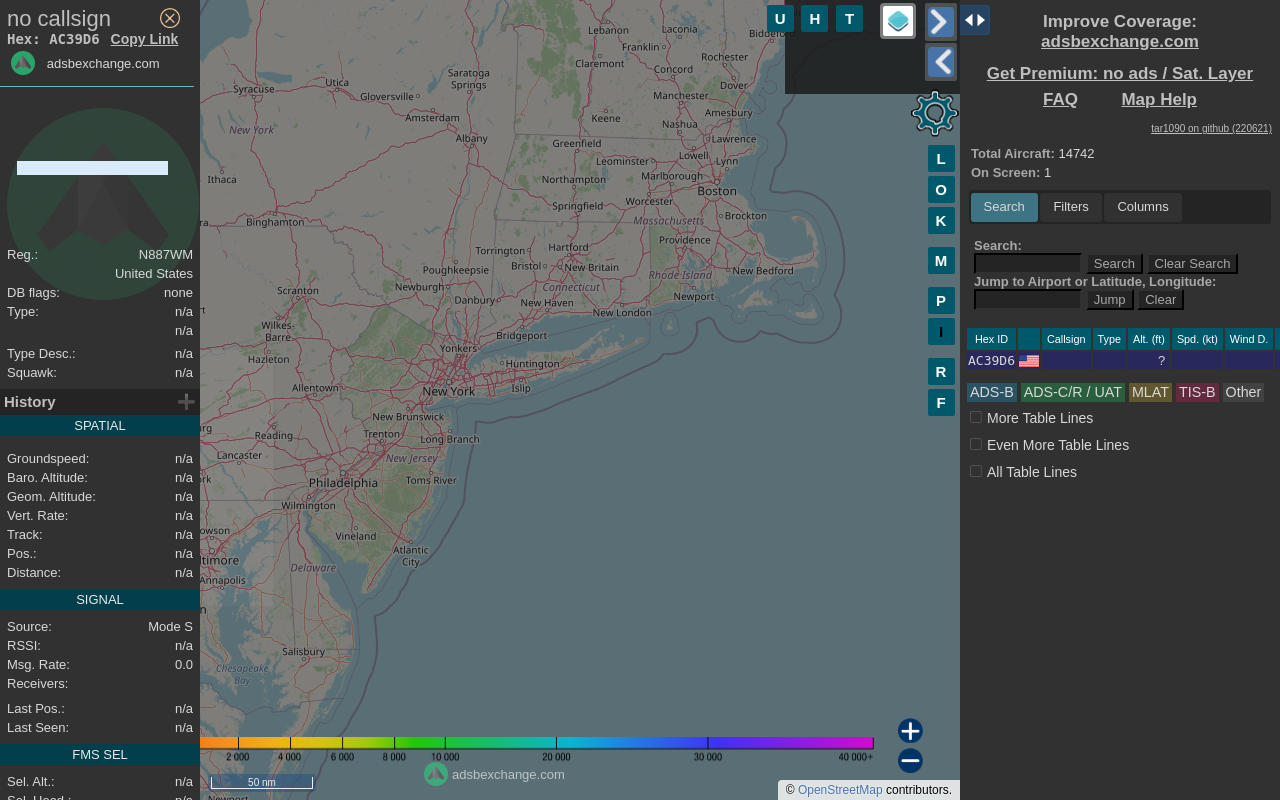 no callsign
Hex: AC39D6 Copy Link
adsbexchange.com
Reg.: N887WM
United States
DB flags: none
Type: n/a
n/a
Type Desc.: n/a
Squawk: n/a
History
SPATIAL
Groundspeed: n/a
Baro. Altitude: n/a
Geom. Altitude: n/a
Vert. Rate: n/a
Track: n/a
Pos.: n/a
Distance: n/a
SIGNAL
Source: Mode S
RSSI: n/a
Msg. Rate: 0.0
Receivers:
Last Pos.: n/a
Last Seen: n/a
FMS SEL
Sel. Alt.: n/a
U H T
Lebanon
Laconia
Franklin
Claremont
Rochester
Concord
Dover
Manchester
Amesbury
Keene
Nashua
Lawrence
Greenfield
Lowell
Leominster
Lynn
Marlborough
Northampton
Boston
Worcester
Springfield
Brockton
Massachusetts
Providence
Hartford
Torrington
Bristol
New Britain
New Bedford
Rhode Island
Connecticut
Newport
New Haven
New London
Bridgeport
Utica
Saratoga
Springs
Syracuse
Gloversville
Amsterdam
New York
Albany
Ithaca
Binghamton
Poughkeepsie
Newburgh
Danbury
Scranton
Wilkes-
Barre
Yonkers
Hazleton
Huntington
Islip
Allentown
New York
New Brunswick
Reading
Trenton
Long Branch
Lancaster
New Jersey
Toms River
Philadelphia
Wilmington
Vineland
Atlantic
City
Delaware
Annapolis
Salisbury
Chesapeake
Bay
L
O
K
M
P
I
R
F
2 000 4 000 6 000 8 000 10 000 20 000 30 000 40 000+
50 nm
adsbexchange.com
© OpenStreetMap contributors.
Improve Coverage:
adsbexchange.com
Get Premium: no ads / Sat. Layer
FAQ Map Help
tar1090 on github (220621)
Total Aircraft: 14742
On Screen: 1
Search Filters Columns
Search:
Search Clear Search
Jump to Airport or Latitude, Longitude:
Jump Clear
Hex ID Callsign Type Alt. (ft) Spd. (kt) Wind D.
AC39D6 ?
ADS-B ADS-C/R / UAT MLAT TIS-B Other
More Table Lines
Even More Table Lines
All Table Lines